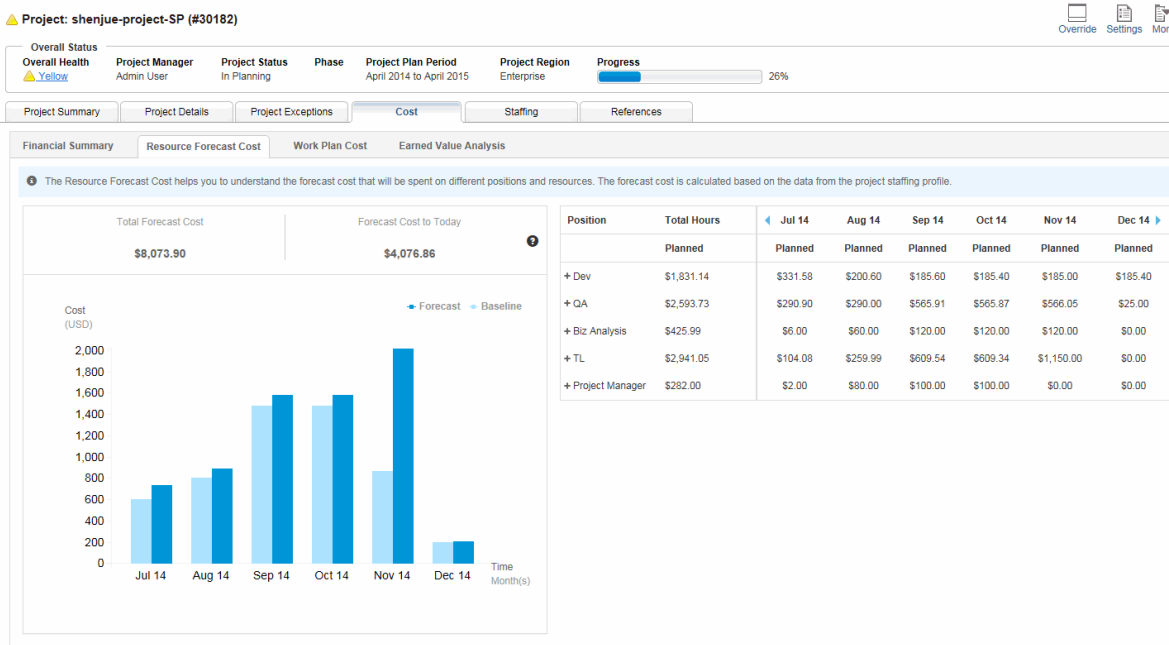 Project: shenjue-project-SP (#30182)
Override Settings
Overall Status
Overall Health Project Manager Project Status Phase Project Plan Period Project Region Progress
Yellow Admin User In Planning April 2014 to April 2015 Enterprise 26%
Project Summary Project Details Project Exceptions Cost Staffing References
Financial Summary Resource Forecast Cost Work Plan Cost Earned Value Analysis
The Resource Forecast Cost helps you to understand the forecast cost that will be spent on different positions and resources. The forecast cost is calculated based on the data from the project staffing profile.
Total Forecast Cost Forecast Cost to Today
$8,073.90 $4,076.86
Cost
(USD)
Forecast Baseline
2,000
1,800
1,600
1,400
1,200
1,000
800
600
400
200
0
Jul 14 Aug 14 Sep 14 Oct 14 Nov 14 Dec 14
Time
Month(s)
Position Total Hours Jul 14 Aug 14 Sep 14 Oct 14 Nov 14 Dec 14
Planned Planned Planned Planned Planned Planned Planned
+ Dev $1,831.14 $331.58 $200.60 $185.60 $185.40 $185.00 $185.40
+ QA $2,593.73 $290.90 $290.00 $565.91 $565.87 $566.05 $25.00
+ Biz Analysis $425.99 $6.00 $60.00 $120.00 $120.00 $120.00 $0.00
+ TL $2,941.05 $104.08 $259.99 $609.54 $609.34 $1,150.00 $0.00
+ Project Manager $282.00 $2.00 $80.00 $100.00 $100.00 $0.00 $0.00